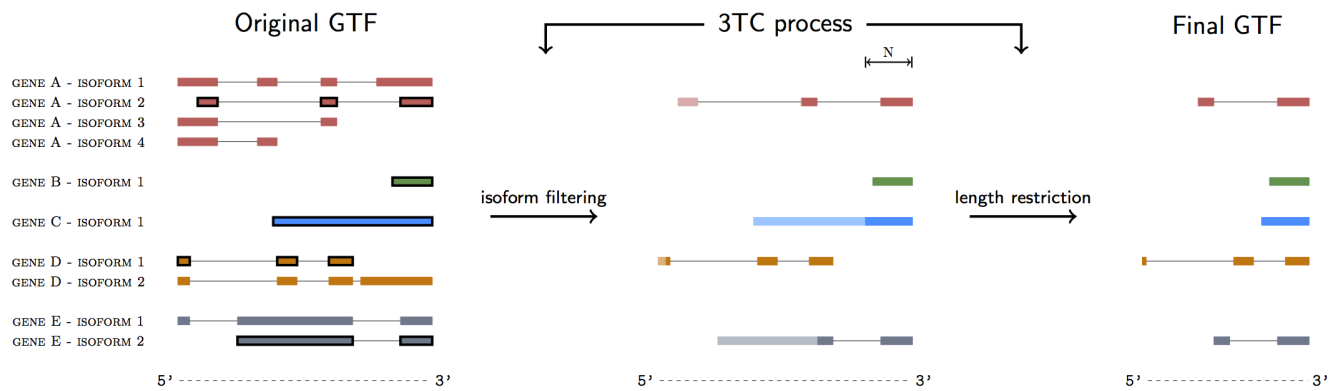 Original GTF
3TC process
Final GTF
N
GENE A - ISOFORM 1
GENE A - ISOFORM 2
GENE A - ISOFORM 3
GENE A - ISOFORM 4
GENE B - ISOFORM 1
isoform filtering
length restriction
GENE C - ISOFORM 1
GENE D - ISOFORM 1
GENE D - ISOFORM 2
GENE E - ISOFORM 1
GENE E - ISOFORM 2
5' 3' 5' 3' 5' 3'